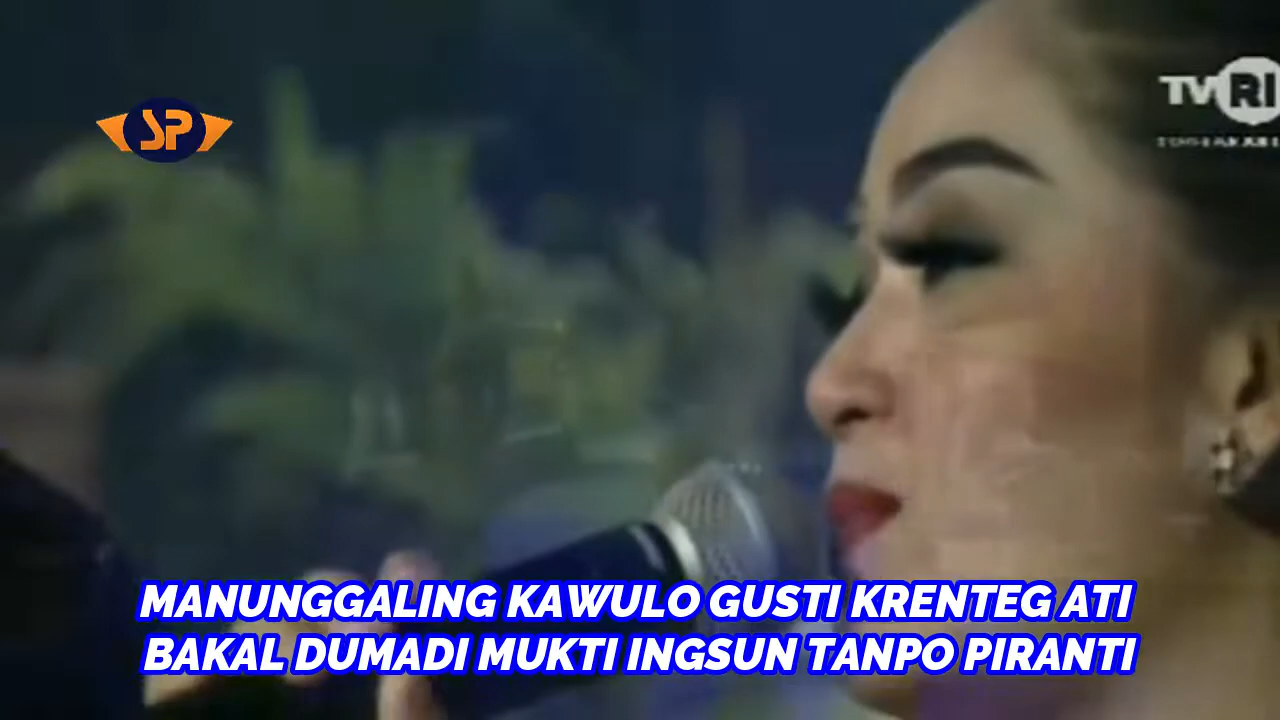 SP
TVRI
MANUNGGALING KAWULO GUSTI KRENTEG ATI
BAKAL DUMADI MUKTI INGSUN TANPO PIRANTI